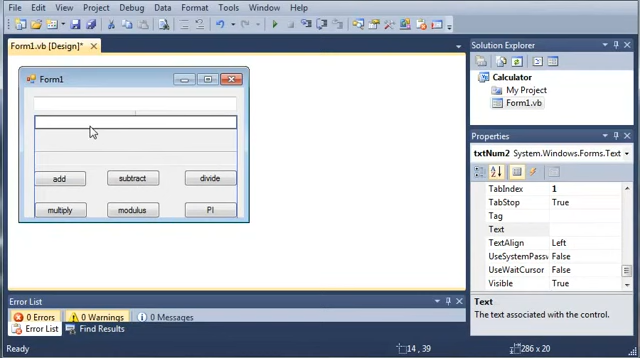 File Edit View Project Debug Data Format Tools Window Help
Form1.vb [Design]*
Form1
add subtract divide
multiply modulus PI
Solution Explorer
Calculator
My Project
Form1.vb
Properties
txtNum2 System.Windows.Forms.Text
TabIndex 1
TabStop True
Tag
Text
TextAlign Left
UseSystemPassw False
UseWaitCursor False
Visible True
Text
The text associated with the control.
Error List
0 Errors 0 Warnings 0 Messages
Error List Find Results
Ready 14 , 39 286 x 20